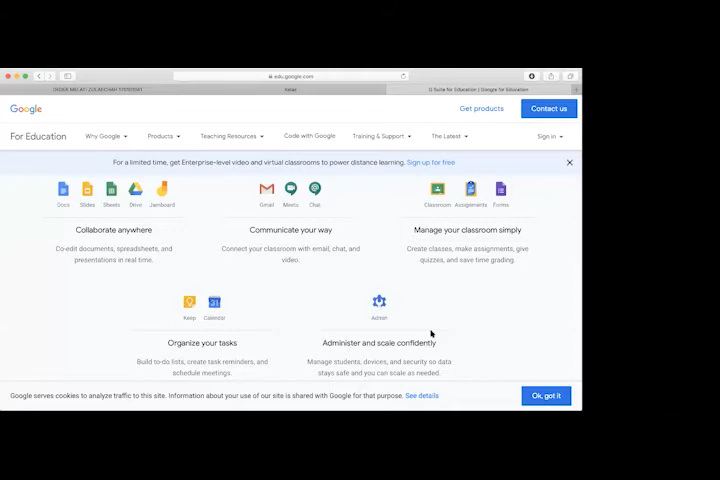 edu.google.com
G Suite for Education | Google for Education
Google
Get products
Contact us
For Education
Why Google
Products
Teaching Resources
Code with Google
Training & Support
The Latest
Sign in
For a limited time, get Enterprise-level video and virtual classrooms to power distance learning. Sign up for free
Docs Slides Sheets Drive Jamboard
Collaborate anywhere
Co-edit documents, spreadsheets, and
presentations in real time.
Gmail Meets Chat
Communicate your way
Connect your classroom with email, chat, and
video.
Classroom Assignments Forms
Manage your classroom simply
Create classes, make assignments, give
quizzes, and save time grading.
Keep Calendar
31
Organize your tasks
Build to-do lists, create task reminders, and
schedule meetings.
Admin
Administer and scale confidently
Manage students, devices, and security so data
stays safe and you can scale as needed.
Google serves cookies to analyze traffic to this site. Information about your use of our site is shared with Google for that purpose. See details
Ok, got it